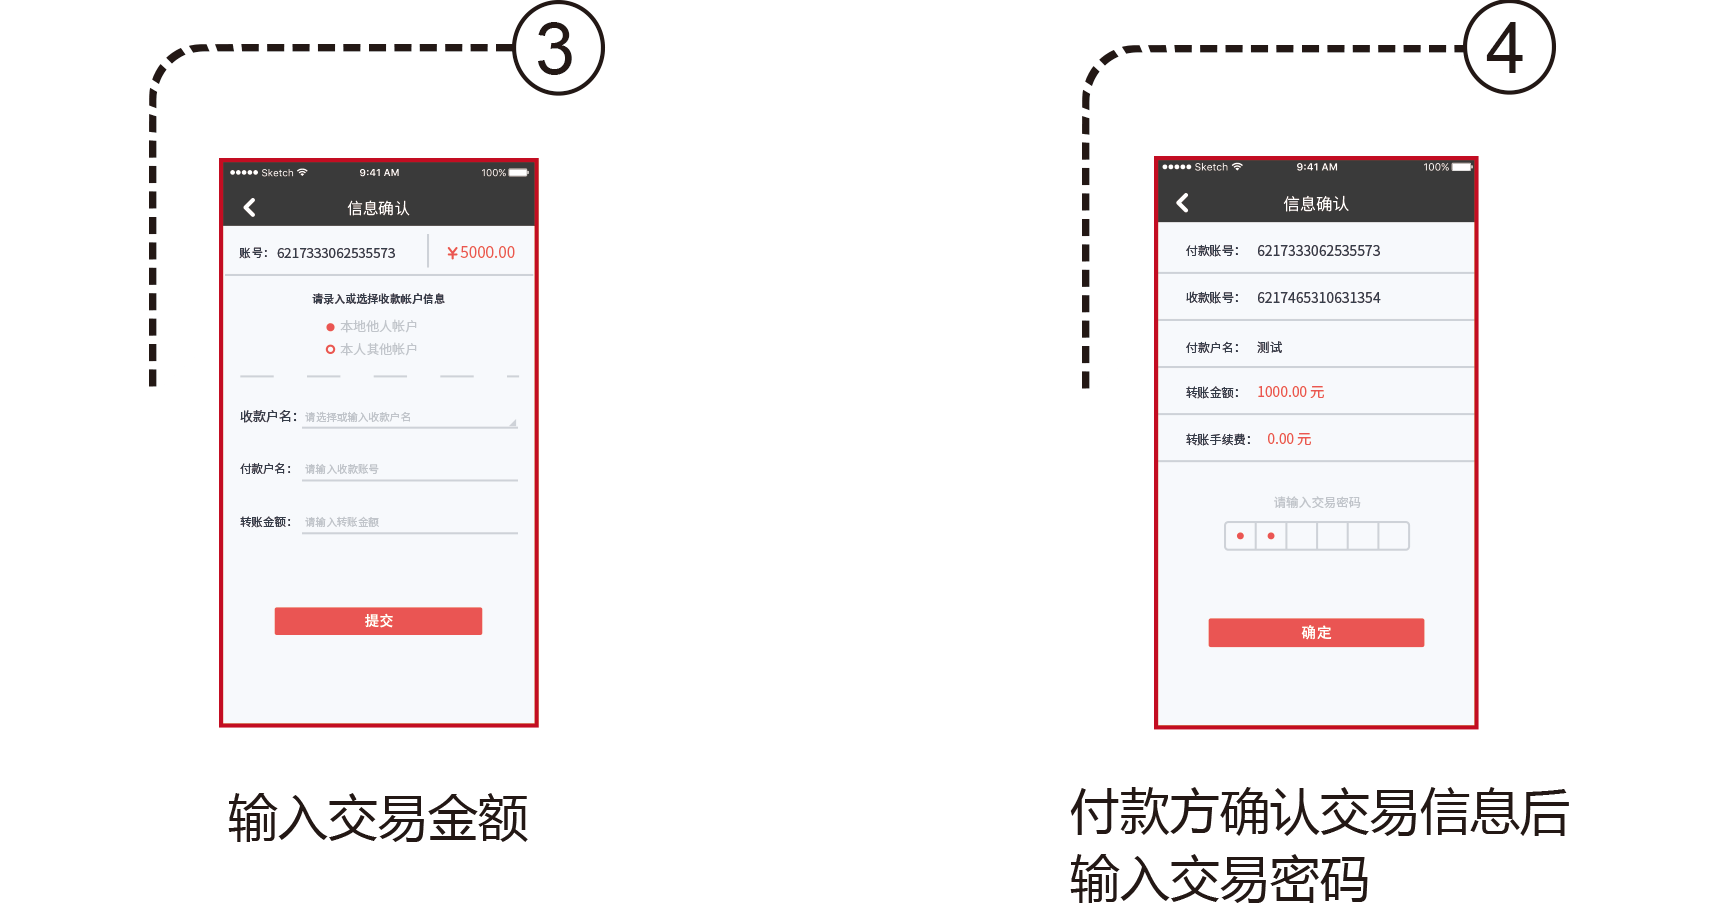 3
Sketch 9:41 AM 100%
信息确认
账号： 6217333062535573 ￥5000.00
请录入或选择收款帐户信息
本地他人帐户
本人其他帐户
收款户名： 请选择或输入收款户名
付款户名： 请输入收款账号
转账金额： 请输入转账金额
提交
输入交易金额
4
Sketch 9:41 AM 100%
信息确认
付款账号： 6217333062535573
收款账号： 6217465310631354
付款户名： 测试
转账金额： 1000.00 元
转账手续费： 0.00 元
请输入交易密码
确定
付款方确认交易信息后
输入交易密码